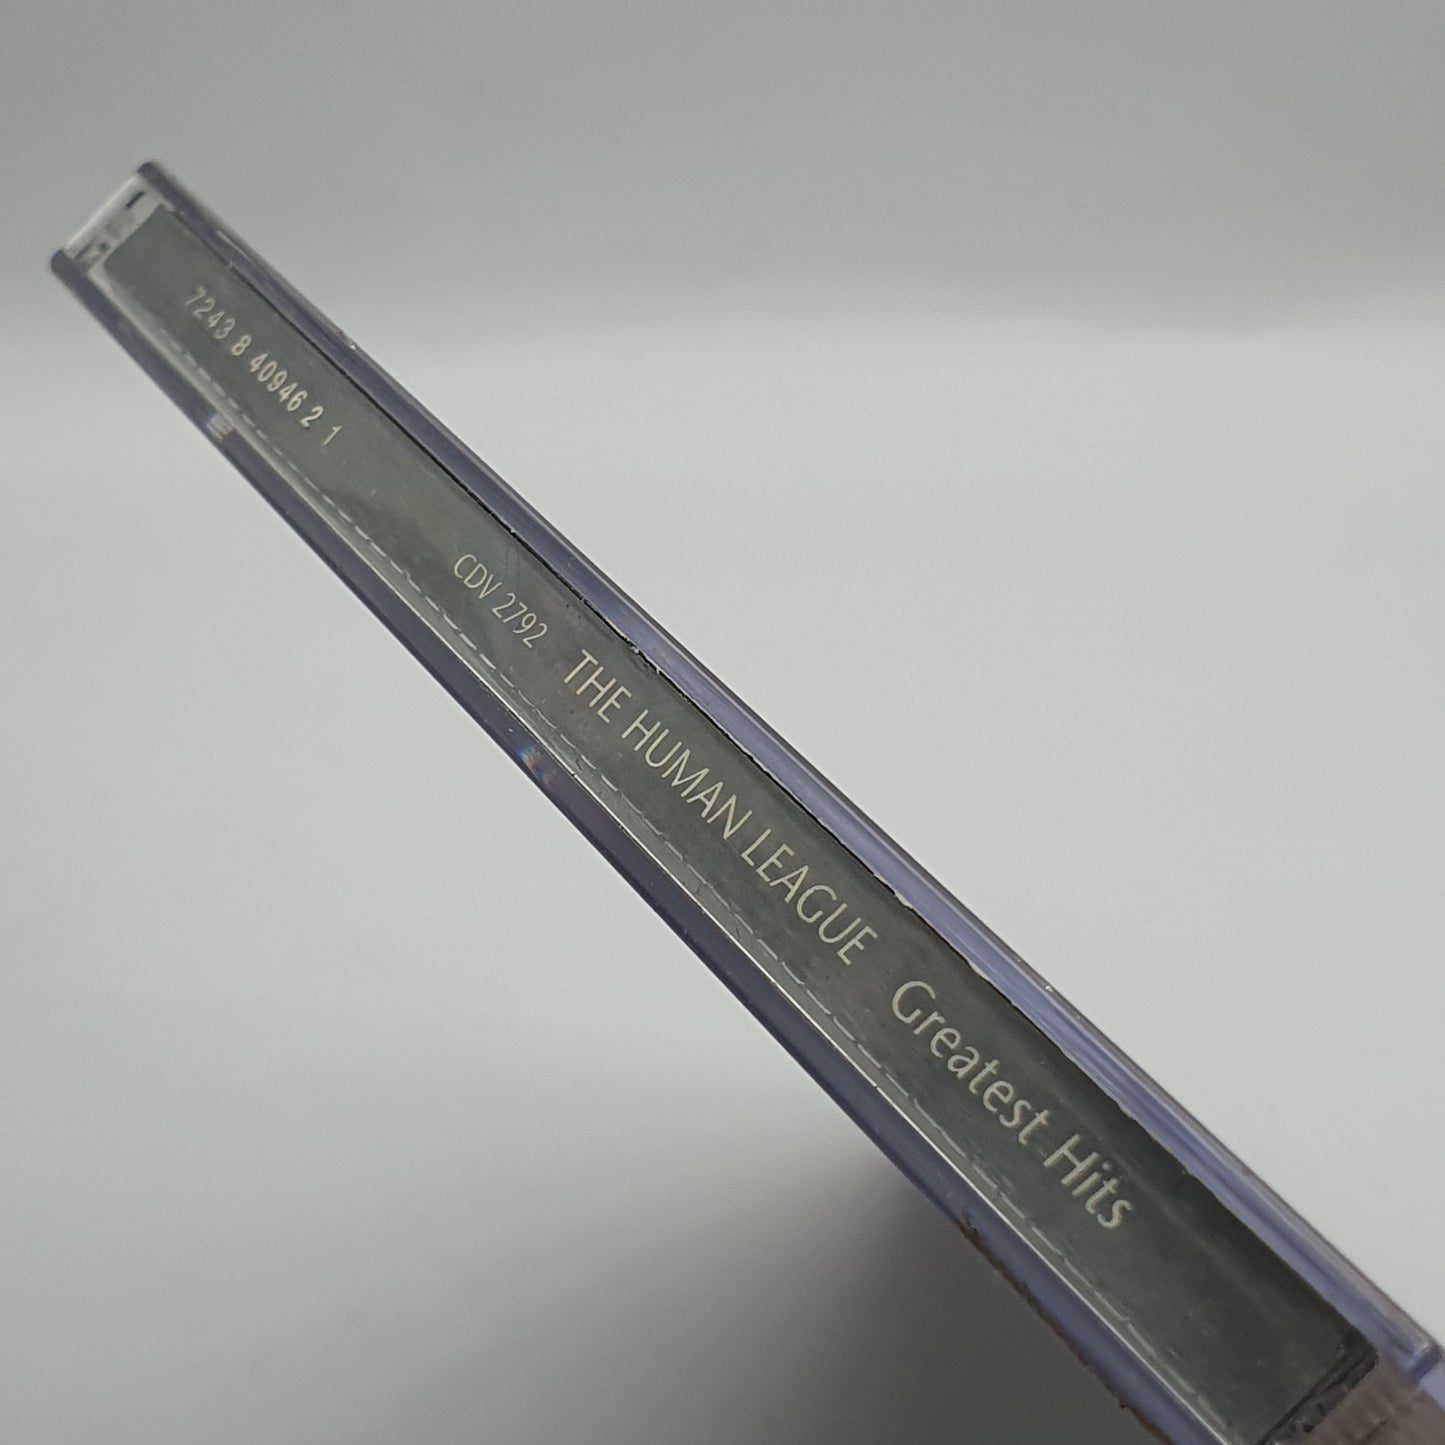 7243 8 40946 2 1 CDV 2792 THE HUMAN LEAGUE Greatest Hits